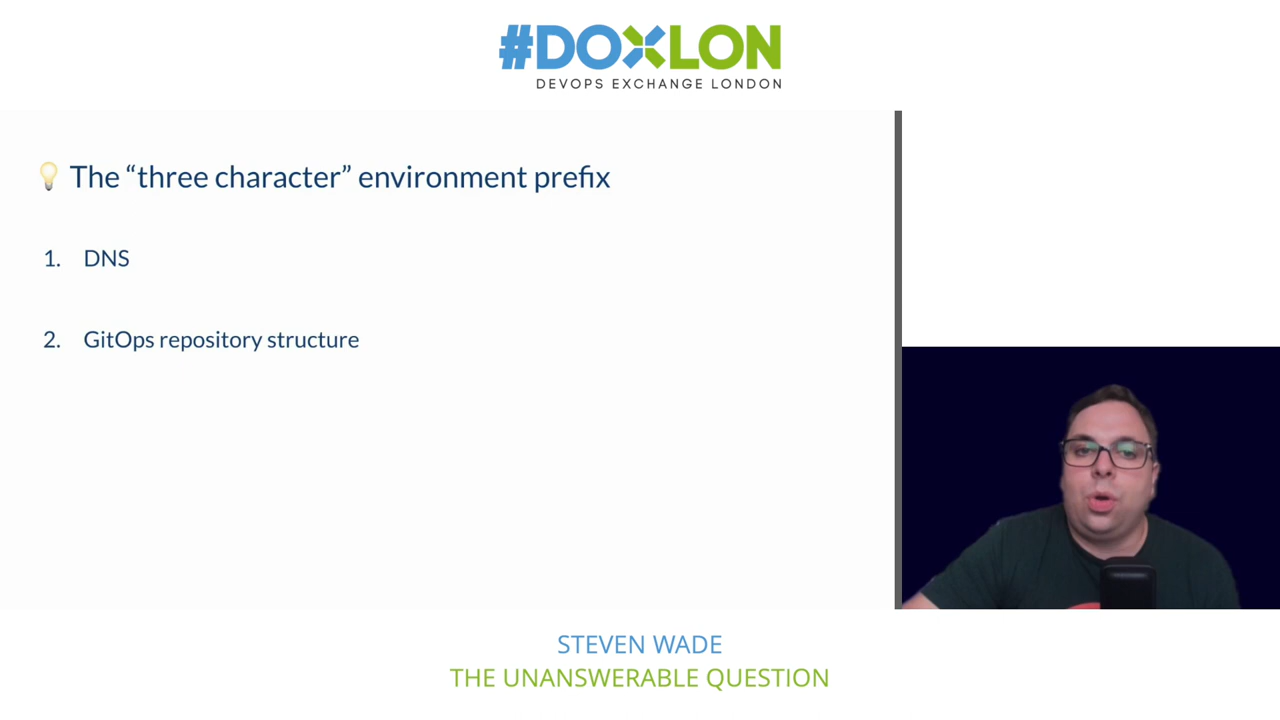 #DOXLON
DEVOPS EXCHANGE LONDON
The “three character” environment prefix
1. DNS
2. GitOps repository structure
STEVEN WADE
THE UNANSWERABLE QUESTION